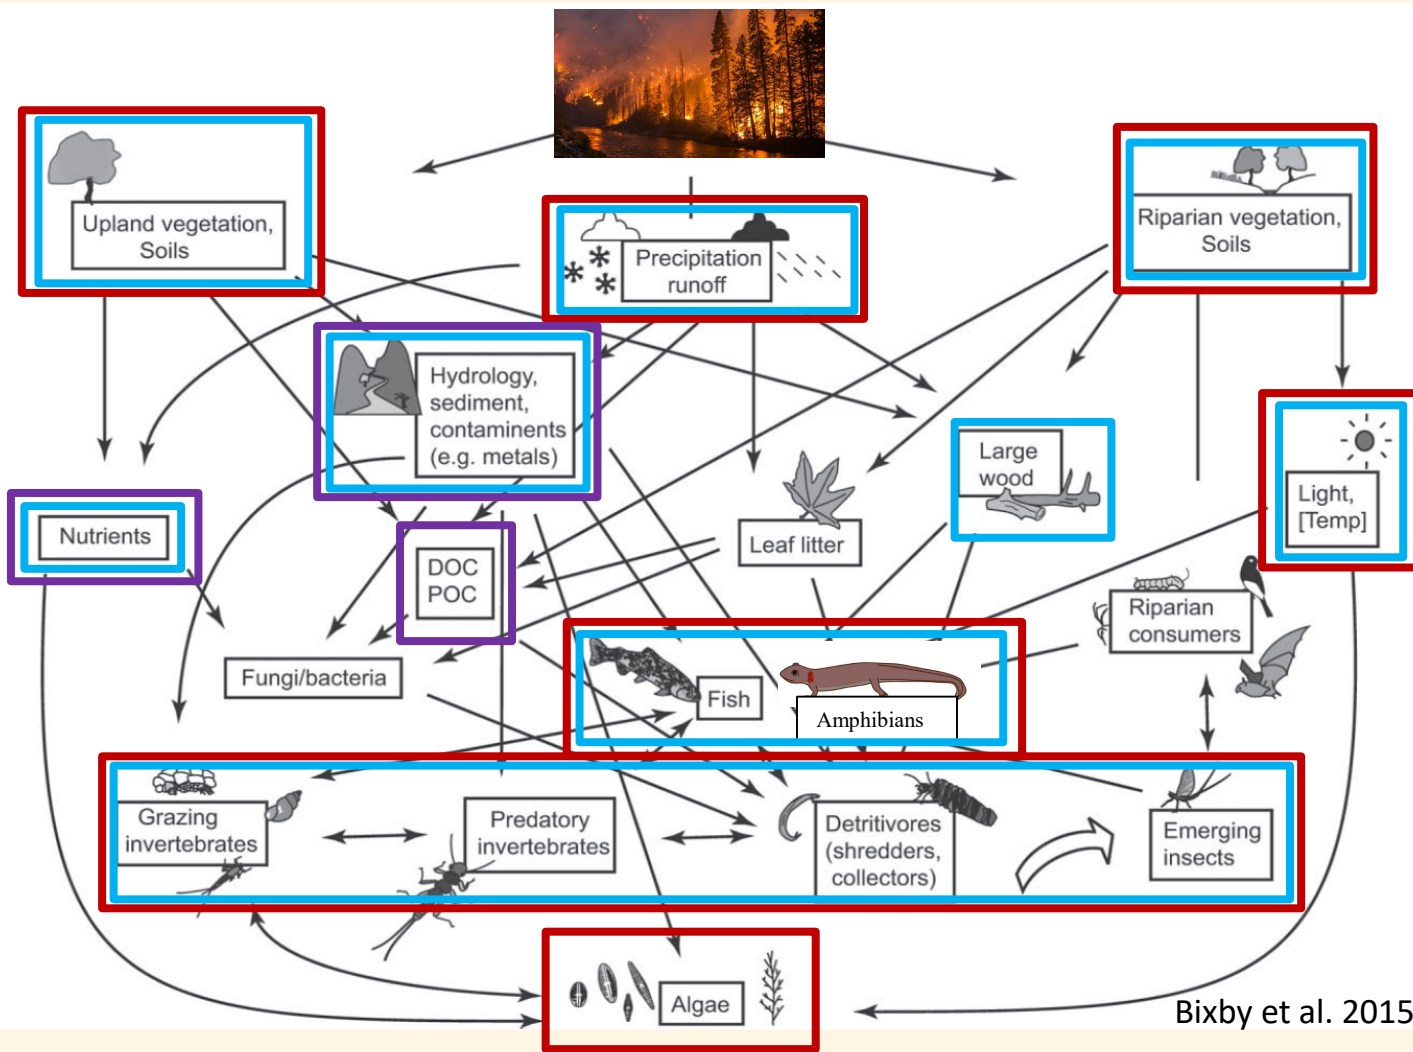 Upland vegetation,
Soils
Precipitation
runoff
Riparian vegetation,
Soils
Hydrology,
sediment,
contaminents
(e.g. metals)
Large
wood
Light,
[Temp]
Nutrients
DOC
POC
Leaf litter
Riparian
consumers
Fungi/bacteria
Fish
Amphibians
Grazing
invertebrates
Predatory
invertebrates
Detritivores
(shredders,
collectors)
Emerging
insects
Algae
Bixby et al. 2015